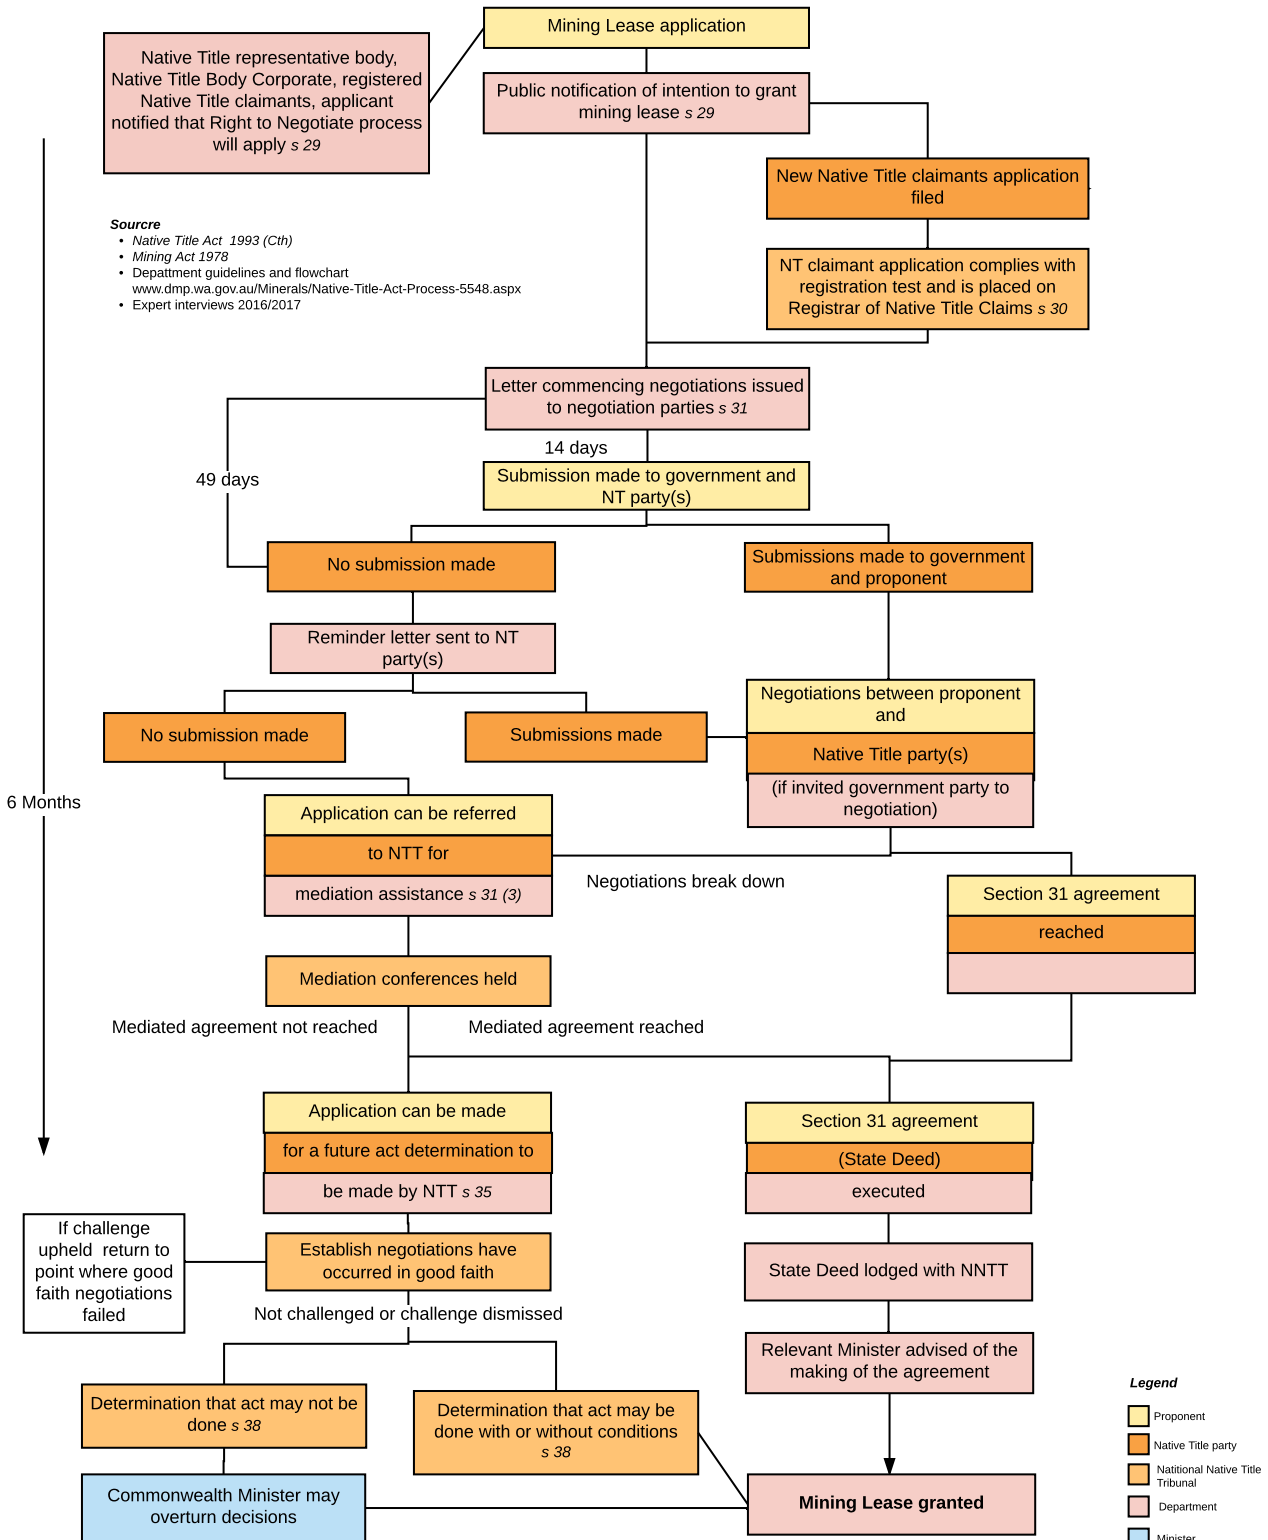 Mining Lease application
Native Title representative body,
Native Title Body Corporate, registered
Native Title claimants, applicant
notified that Right to Negotiate process
will apply s 29
Public notification of intention to grant
mining lease s 29
New Native Title claimants application
filed
Sourcre
• Native Title Act  1993 (Cth)
• Mining Act 1978
• Depattment guidelines and flowchart
www.dmp.wa.gov.au/Minerals/Native-Title-Act-Process-5548.aspx
• Expert interviews 2016/2017
NT claimant application complies with
registration test and is placed on
Registrar of Native Title Claims s 30
Letter commencing negotiations issued
to negotiation parties s 31
14 days
49 days
Submission made to government and
NT party(s)
No submission made
Submissions made to government
and proponent
Reminder letter sent to NT
party(s)
No submission made
Submissions made
Negotiations between proponent
and
Native Title party(s)
(if invited government party to
negotiation)
6 Months
Application can be referred
to NTT for
mediation assistance s 31 (3)
Negotiations break down
Section 31 agreement
reached
Mediation conferences held
Mediated agreement not reached
Mediated agreement reached
Application can be made
for a future act determination to
be made by NTT s 35
Section 31 agreement
(State Deed)
executed
If challenge
upheld  return to
point where good
faith negotiations
failed
Establish negotiations have
occurred in good faith
State Deed lodged with NNTT
Not challenged or challenge dismissed
Relevant Minister advised of the
making of the agreement
Determination that act may not be
done s 38
Determination that act may be
done with or without conditions
s 38
Commonwealth Minister may
overturn decisions
Mining Lease granted
Legend
Proponent
Native Title party
Natitional Native Title
Tribunal
Department
Minister